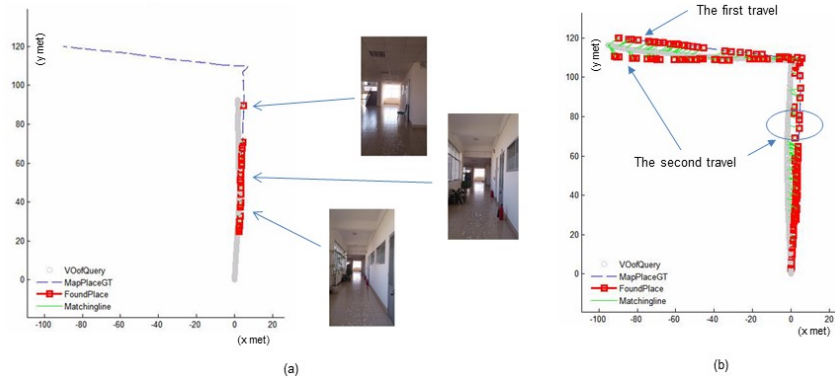 (y met)
120
100
80
60
40
20
0
VOofQuery
MapPlaceGT
FoundPlace
Matchingline
-100 -80 -60 -40 -20 0 20
(x met)
(a)
The first travel
(y met)
120
100
80
60
40
20
0
The second travel
VOofQuery
MapPlaceGT
FoundPlace
Matchingline
-100 -80 -60 -40 -20 0 20
(x met)
(b)